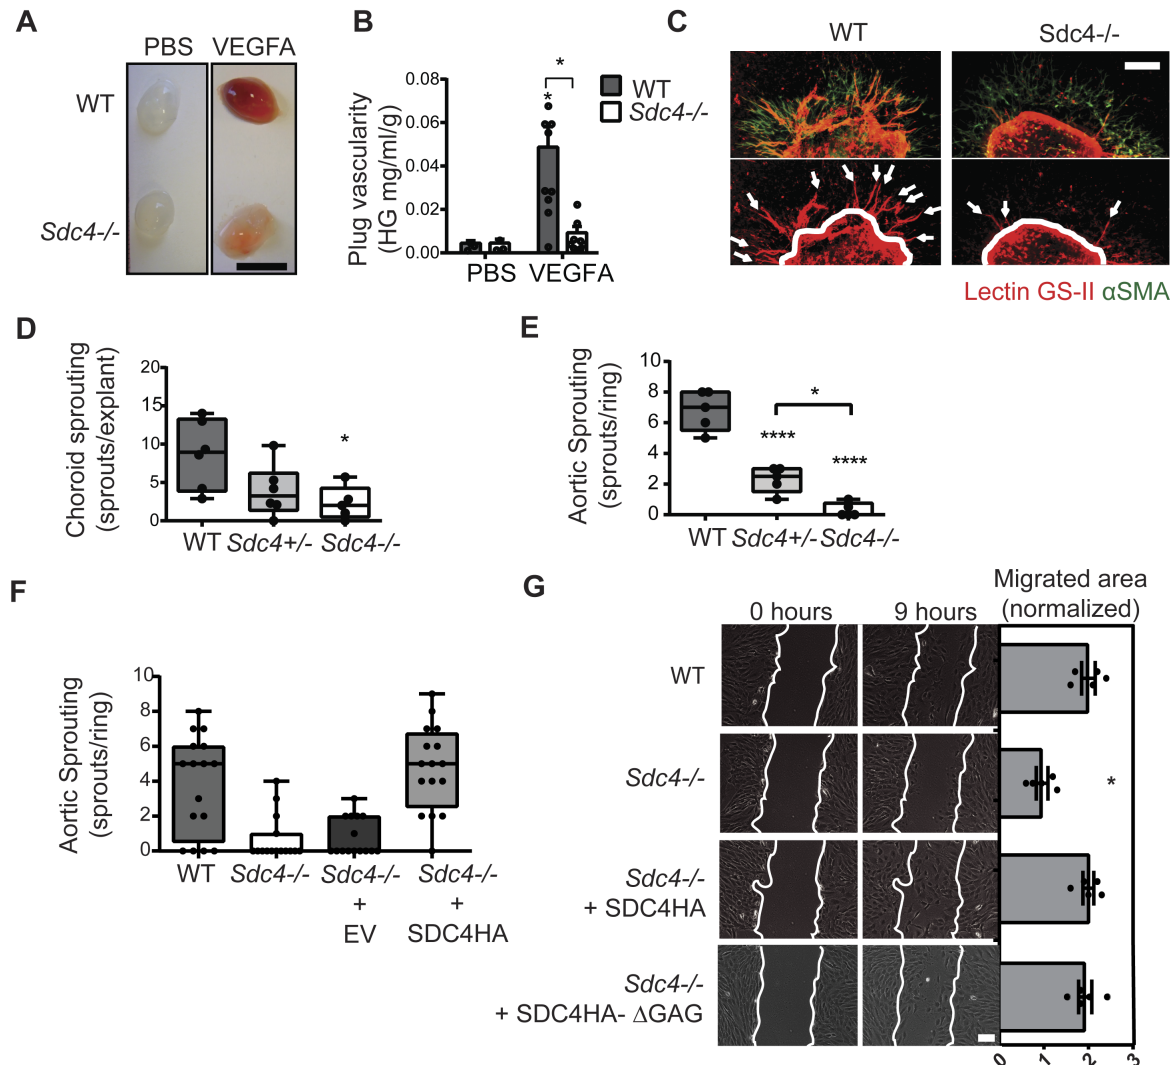 A
PBS VEGFA
WT
Sdc4-/-
B
Plug vascularity
(HG mg/ml/g)
0.08
0.06
0.04
0.02
0.00
*
*
WT
Sdc4-/-
PBS VEGFA
C
WT Sdc4-/-
Lectin GS-II αSMA
D
Choroid sprouting
(sprouts/explant)
20
15
10
5
0
*
WT Sdc4+/- Sdc4-/-
E
Aortic Sprouting
(sprouts/ring)
10
8
6
4
2
0
*
****
****
WT Sdc4+/- Sdc4-/-
F
Aortic Sprouting
(sprouts/ring)
10
8
6
4
2
0
WT Sdc4-/- Sdc4-/- Sdc4-/-
+ +
EV SDC4HA
G
Migrated area
(normalized)
0 hours 9 hours
WT
Sdc4-/-
*
Sdc4-/-
+ SDC4HA
Sdc4-/-
+ SDC4HA- ΔGAG
0 1 2 3